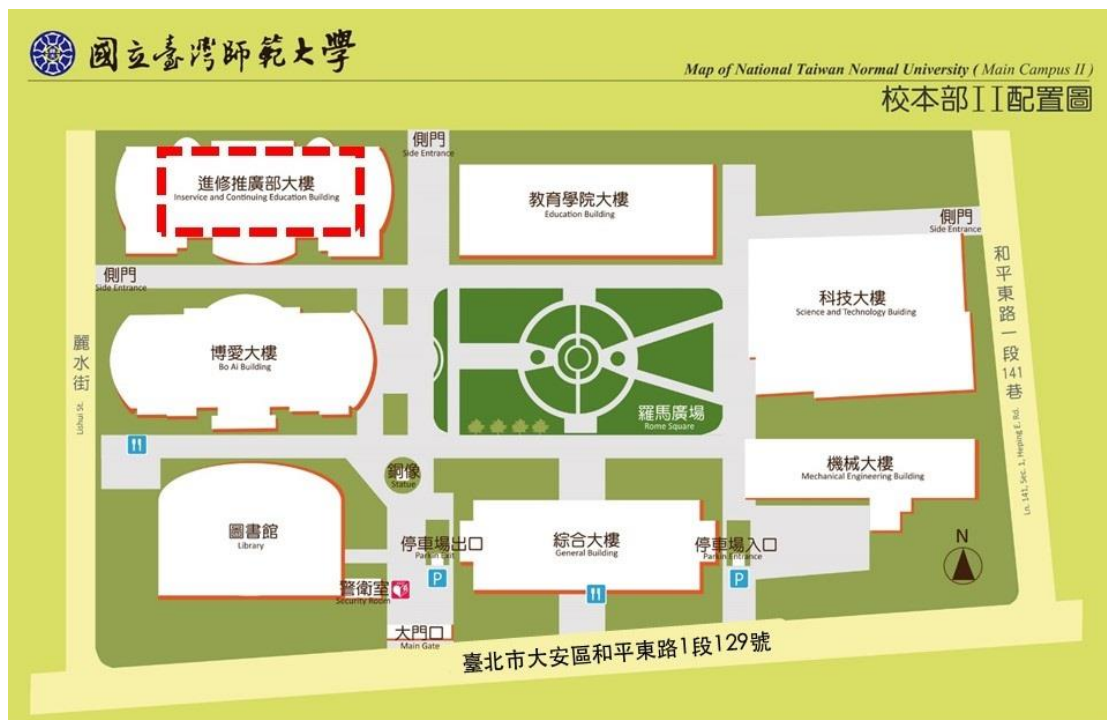 國立臺灣師範大學
Map of National Taiwan Normal University ( Main Campus II )
校本部II配置圖
側門
Side Entrance
進修推廣部大樓
Inservice and Continuing Education Building
教育學院大樓
Education Building
側門
Side Entrance
側門
Side Entrance
科技大樓
Science and Technology Buiding
和平東路一段141巷
Ln. 141, Sec. 1, Heping E. Rd.
麗水街
Lishui St.
博愛大樓
Bo Ai Building
羅馬廣場
Rome Square
銅像
Statue
機械大樓
Mechanical Engineering Building
圖書館
Library
停車場出口
Parkin Exit
P
綜合大樓
General Building
停車場入口
Parkin Entrance
P
N
警衛室
Security Room
大門口
Main Gate
臺北市大安區和平東路1段129號